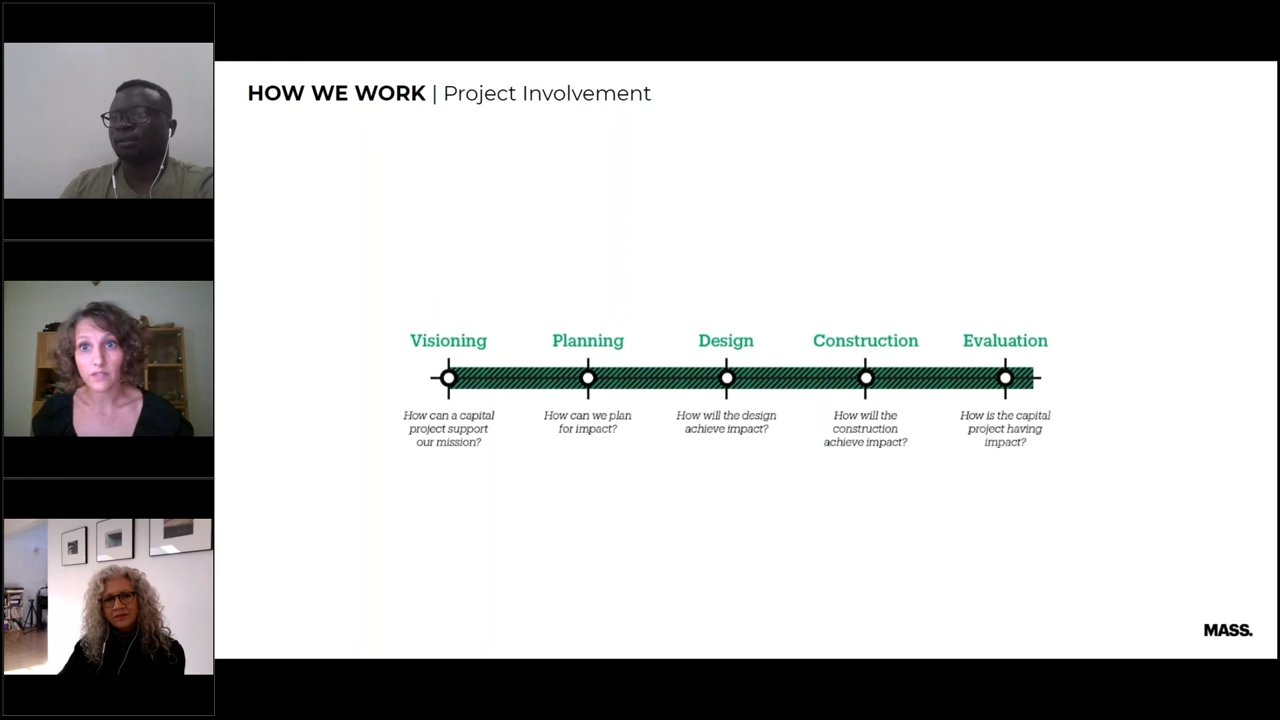 HOW WE WORK | Project Involvement
Visioning
Planning
Design
Construction
Evaluation
How can a capital
project support
our mission?
How can we plan
for impact?
How will the design
achieve impact?
How will the
construction
achieve impact?
How is the capital
project having
impact?
MASS.